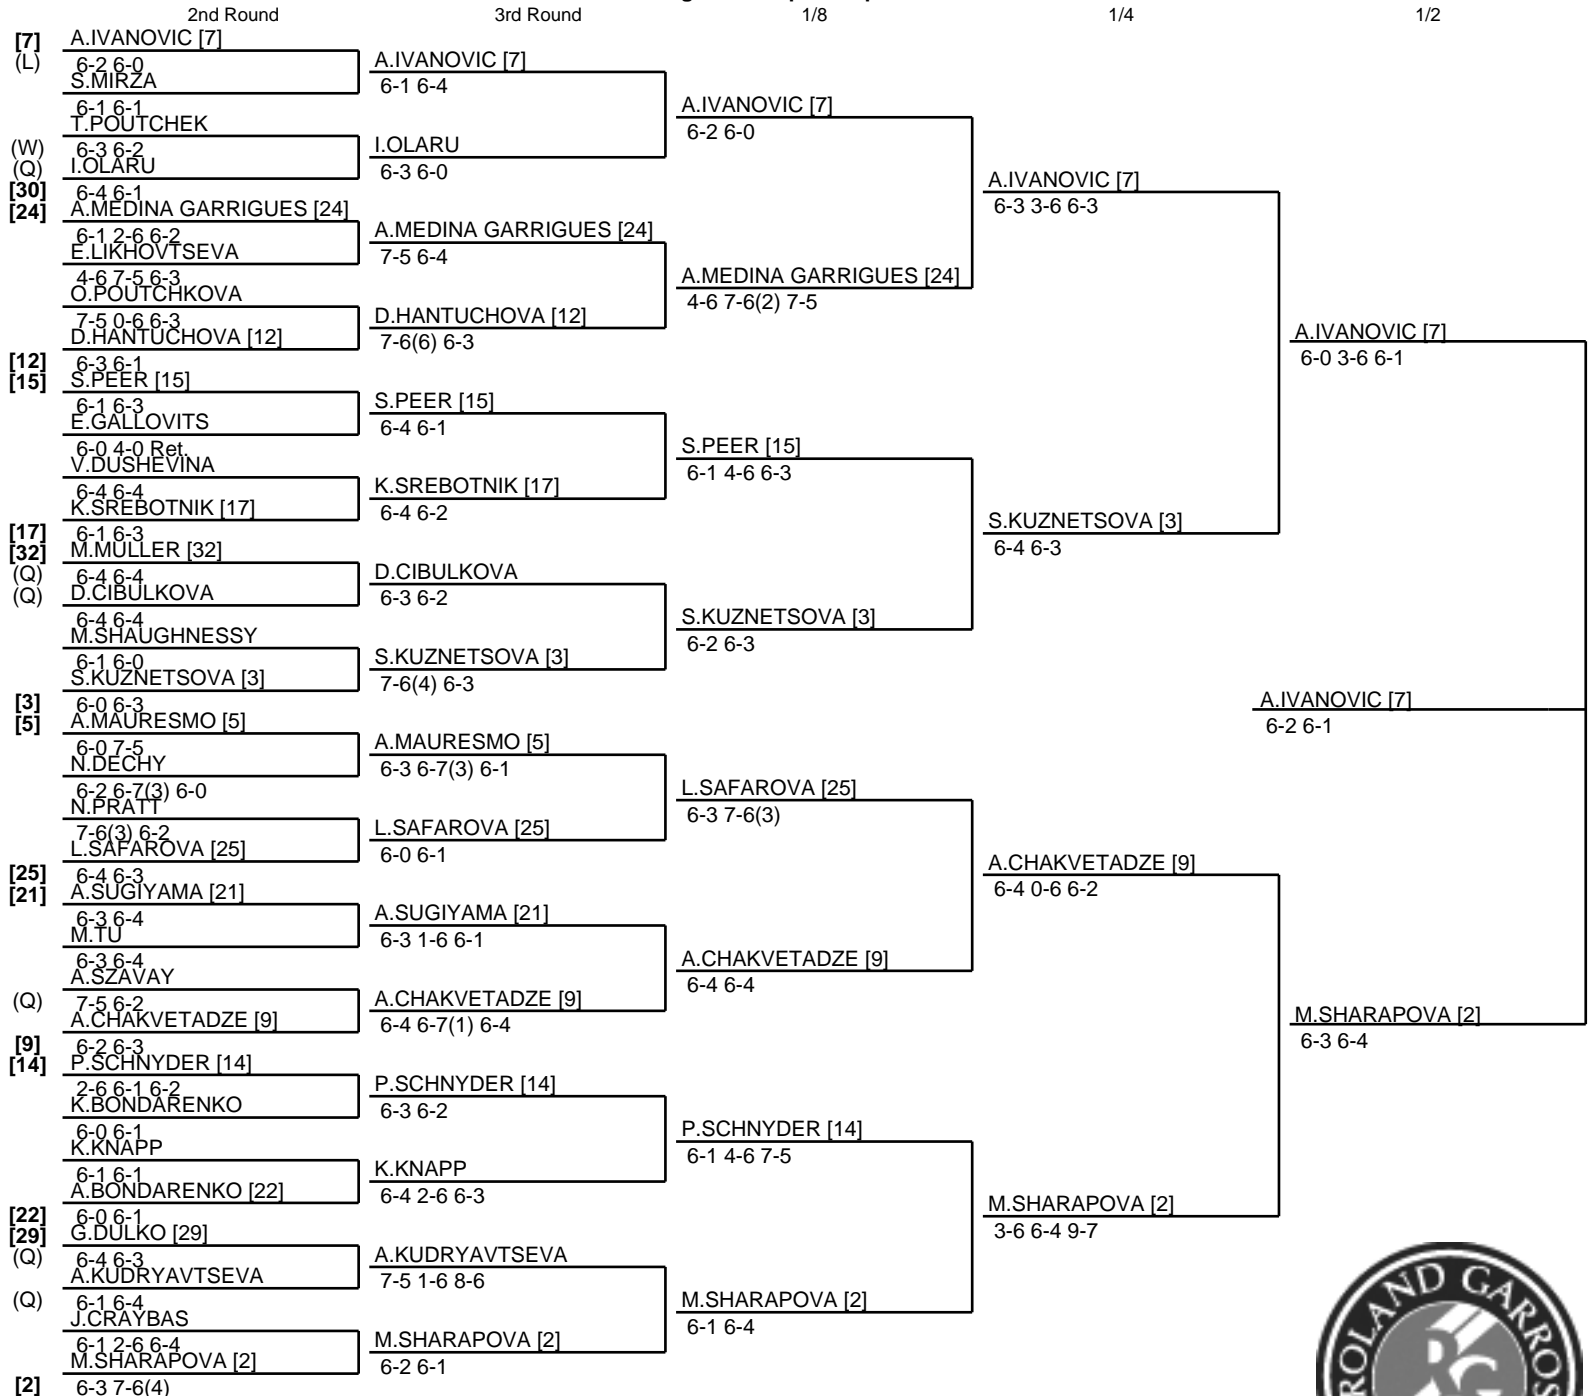 2nd Round 3rd Round 1/8 1/4 1/2
[7] A.IVANOVIC [7]
(L) 6-2 6-0
S.MIRZA
6-1 6-1
T.POUTCHEK
(W) 6-3 6-2
(Q) I.OLARU
[30] 6-4 6-1
[24] A.MEDINA GARRIGUES [24]
6-1 2-6 6-2
E.LIKHOVTSEVA
4-6 7-5 6-3
O.POUTCHKOVA
7-5 0-6 6-3
D.HANTUCHOVA [12]
[12] 6-3 6-1
[15] S.PEER [15]
6-1 6-3
E.GALLOVITS
6-0 4-0 Ret.
V.DUSHEVINA
6-4 6-4
K.SREBOTNIK [17]
[17] 6-1 6-3
[32] M.MULLER [32]
(Q) 6-4 6-4
(Q) D.CIBULKOVA
6-4 6-4
M.SHAUGHNESSY
6-1 6-0
S.KUZNETSOVA [3]
[3] 6-0 6-3
[5] A.MAURESMO [5]
6-0 7-5
N.DECHY
6-2 6-7(3) 6-0
N.PRATT
7-6(3) 6-2
L.SAFAROVA [25]
[25] 6-4 6-3
[21] A.SUGIYAMA [21]
6-3 6-4
M.TU
6-3 6-4
A.SZAVAY
(Q) 7-5 6-2
A.CHAKVETADZE [9]
[9] 6-2 6-3
[14] P.SCHNYDER [14]
2-6 6-1 6-2
K.BONDARENKO
6-0 6-1
K.KNAPP
6-1 6-1
A.BONDARENKO [22]
[22] 6-0 6-1
[29] G.DULKO [29]
(Q) 6-4 6-3
A.KUDRYAVTSEVA
(Q) 6-1 6-4
J.CRAYBAS
6-1 2-6 6-4
M.SHARAPOVA [2]
[2] 6-3 7-6(4)
A.IVANOVIC [7]
6-1 6-4
I.OLARU
6-3 6-0
A.MEDINA GARRIGUES [24]
7-5 6-4
D.HANTUCHOVA [12]
7-6(6) 6-3
S.PEER [15]
6-4 6-1
K.SREBOTNIK [17]
6-4 6-2
D.CIBULKOVA
6-3 6-2
S.KUZNETSOVA [3]
7-6(4) 6-3
A.MAURESMO [5]
6-3 6-7(3) 6-1
L.SAFAROVA [25]
6-0 6-1
A.SUGIYAMA [21]
6-3 1-6 6-1
A.CHAKVETADZE [9]
6-4 6-7(1) 6-4
P.SCHNYDER [14]
6-3 6-2
K.KNAPP
6-4 2-6 6-3
A.KUDRYAVTSEVA
7-5 1-6 8-6
M.SHARAPOVA [2]
6-2 6-1
A.IVANOVIC [7]
6-2 6-0
A.MEDINA GARRIGUES [24]
4-6 7-6(2) 7-5
S.PEER [15]
6-1 4-6 6-3
S.KUZNETSOVA [3]
6-2 6-3
L.SAFAROVA [25]
6-3 7-6(3)
A.CHAKVETADZE [9]
6-4 6-4
P.SCHNYDER [14]
6-1 4-6 7-5
M.SHARAPOVA [2]
6-1 6-4
A.IVANOVIC [7]
6-3 3-6 6-3
S.KUZNETSOVA [3]
6-4 6-3
A.CHAKVETADZE [9]
6-4 0-6 6-2
M.SHARAPOVA [2]
3-6 6-4 9-7
A.IVANOVIC [7]
6-0 3-6 6-1
A.IVANOVIC [7]
6-2 6-1
M.SHARAPOVA [2]
6-3 6-4
ROLAND GARROS
RG